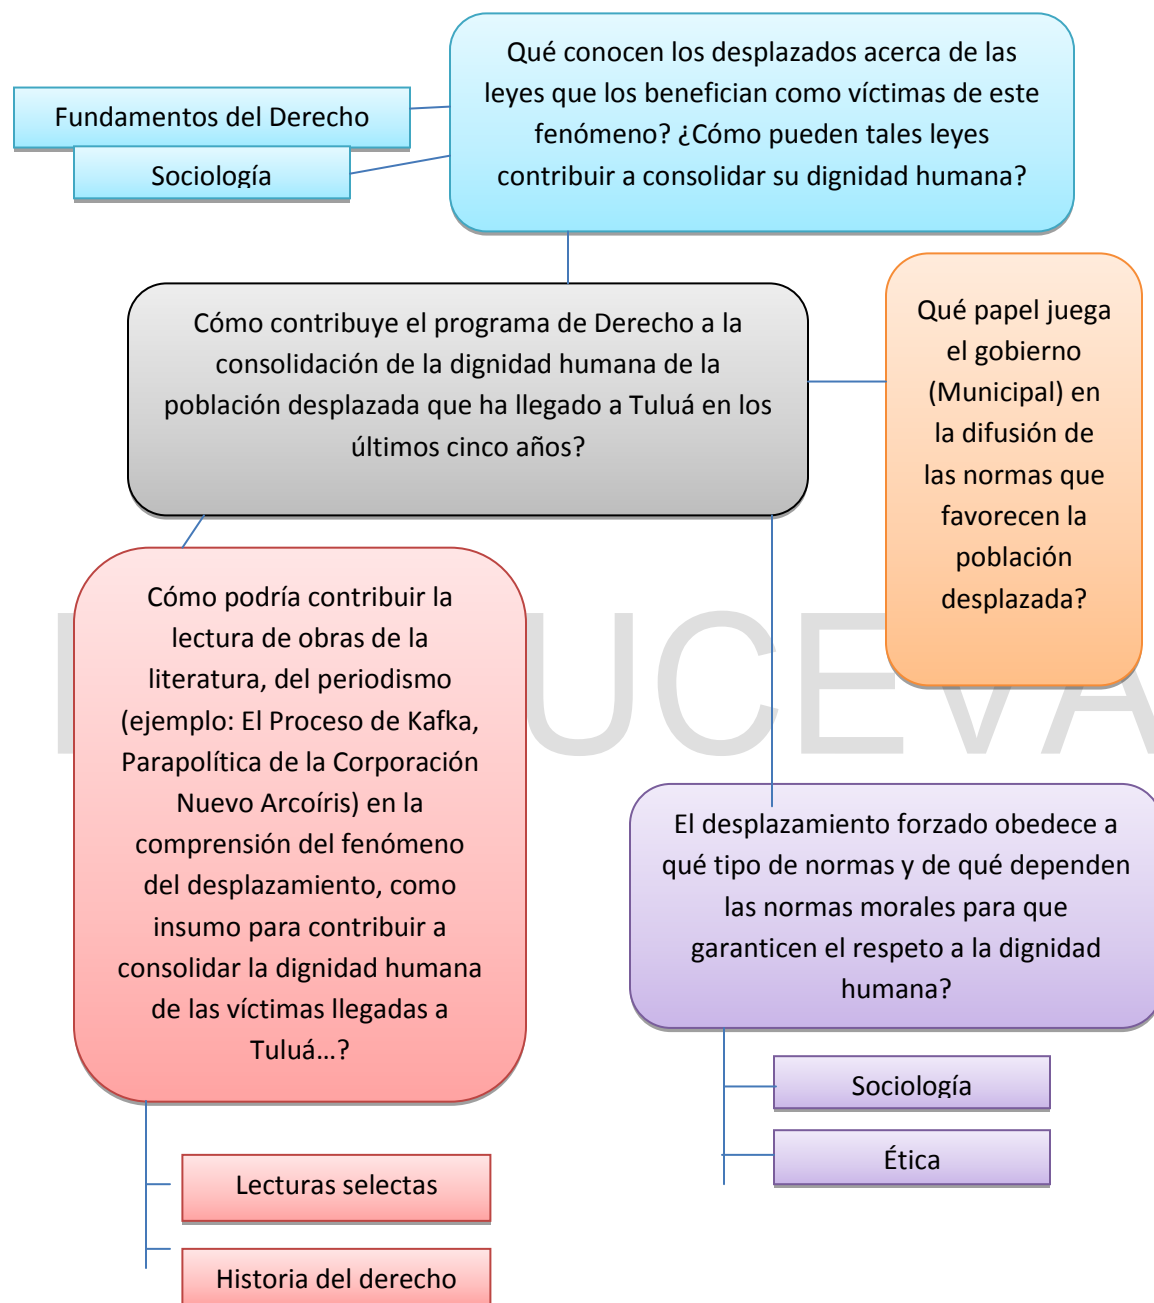 Qué conocen los desplazados acerca de las
leyes que los benefician como víctimas de este
fenómeno? ¿Cómo pueden tales leyes
contribuir a consolidar su dignidad humana?
Fundamentos del Derecho
Sociología
Cómo contribuye el programa de Derecho a la
consolidación de la dignidad humana de la
población desplazada que ha llegado a Tuluá en los
últimos cinco años?
Qué papel juega
el gobierno
(Municipal) en
la difusión de
las normas que
favorecen la
población
desplazada?
Cómo podría contribuir la
lectura de obras de la
literatura, del periodismo
(ejemplo: El Proceso de Kafka,
Parapolítica de la Corporación
Nuevo Arcoíris) en la
comprensión del fenómeno
del desplazamiento, como
insumo para contribuir a
consolidar la dignidad humana
de las víctimas llegadas a
Tuluá...?
El desplazamiento forzado obedece a
qué tipo de normas y de qué dependen
las normas morales para que
garanticen el respeto a la dignidad
humana?
Sociología
Ética
Lecturas selectas
Historia del derecho
UCEVA